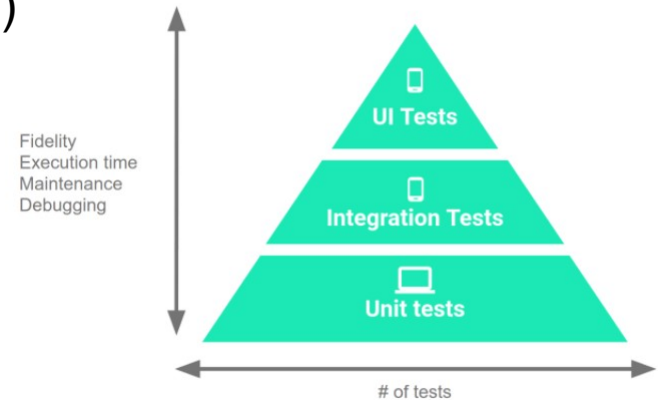 )
UI Tests
Fidelity
Execution time
Maintenance
Debugging
Integration Tests
Unit tests
# of tests